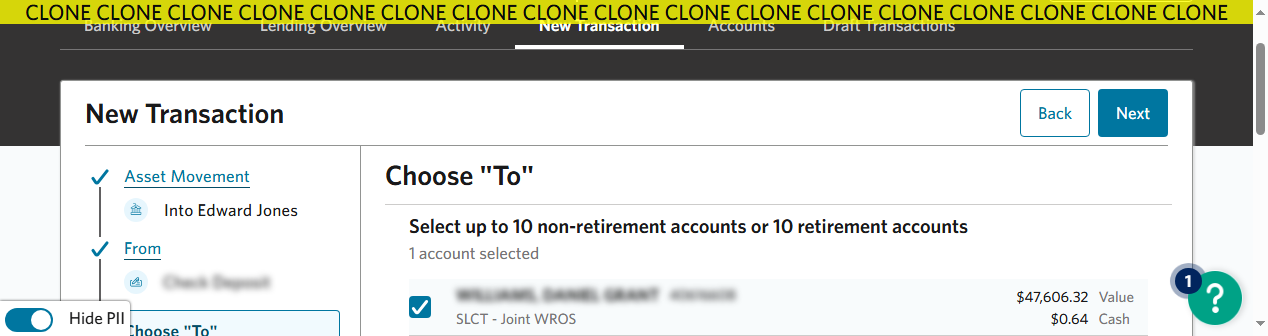 CLONE CLONE CLONE CLONE CLONE CLONE CLONE CLONE CLONE CLONE CLONE CLONE CLONE CLONE CLONE CLONE CLONE
Banking Overview Lending Overview Activity New Transaction Accounts Draft Transactions
New Transaction
Back Next
Asset Movement
Into Edward Jones
From
Choose "To"
Hide PII
Choose "To"
Select up to 10 non-retirement accounts or 10 retirement accounts
1 account selected
$47,606.32 Value
SLCT - Joint WROS
$0.64 Cash
1
?